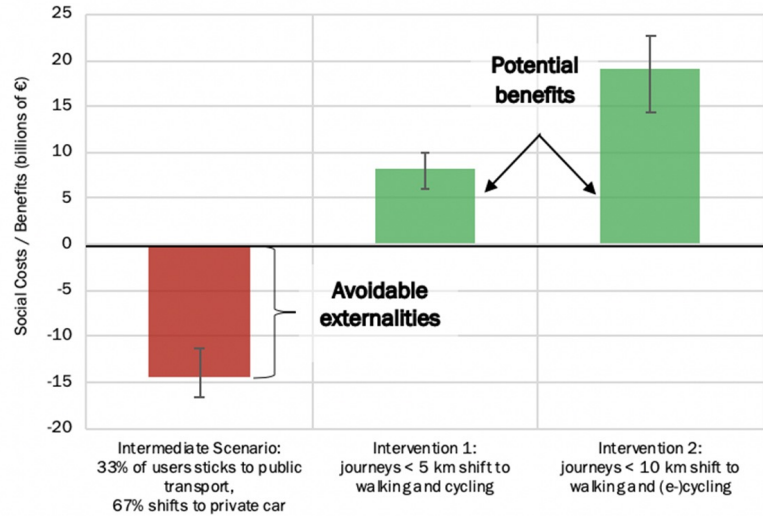 Social Costs / Benefits (billions of €)
25
20
15
10
5
0
-5
-10
-15
-20
Potential
benefits
Avoidable
externalities
Intermediate Scenario:
33% of users sticks to public
transport,
67% shifts to private car
Intervention 1:
journeys < 5 km shift to
walking and cycling
Intervention 2:
journeys < 10 km shift to
walking and (e-)cycling